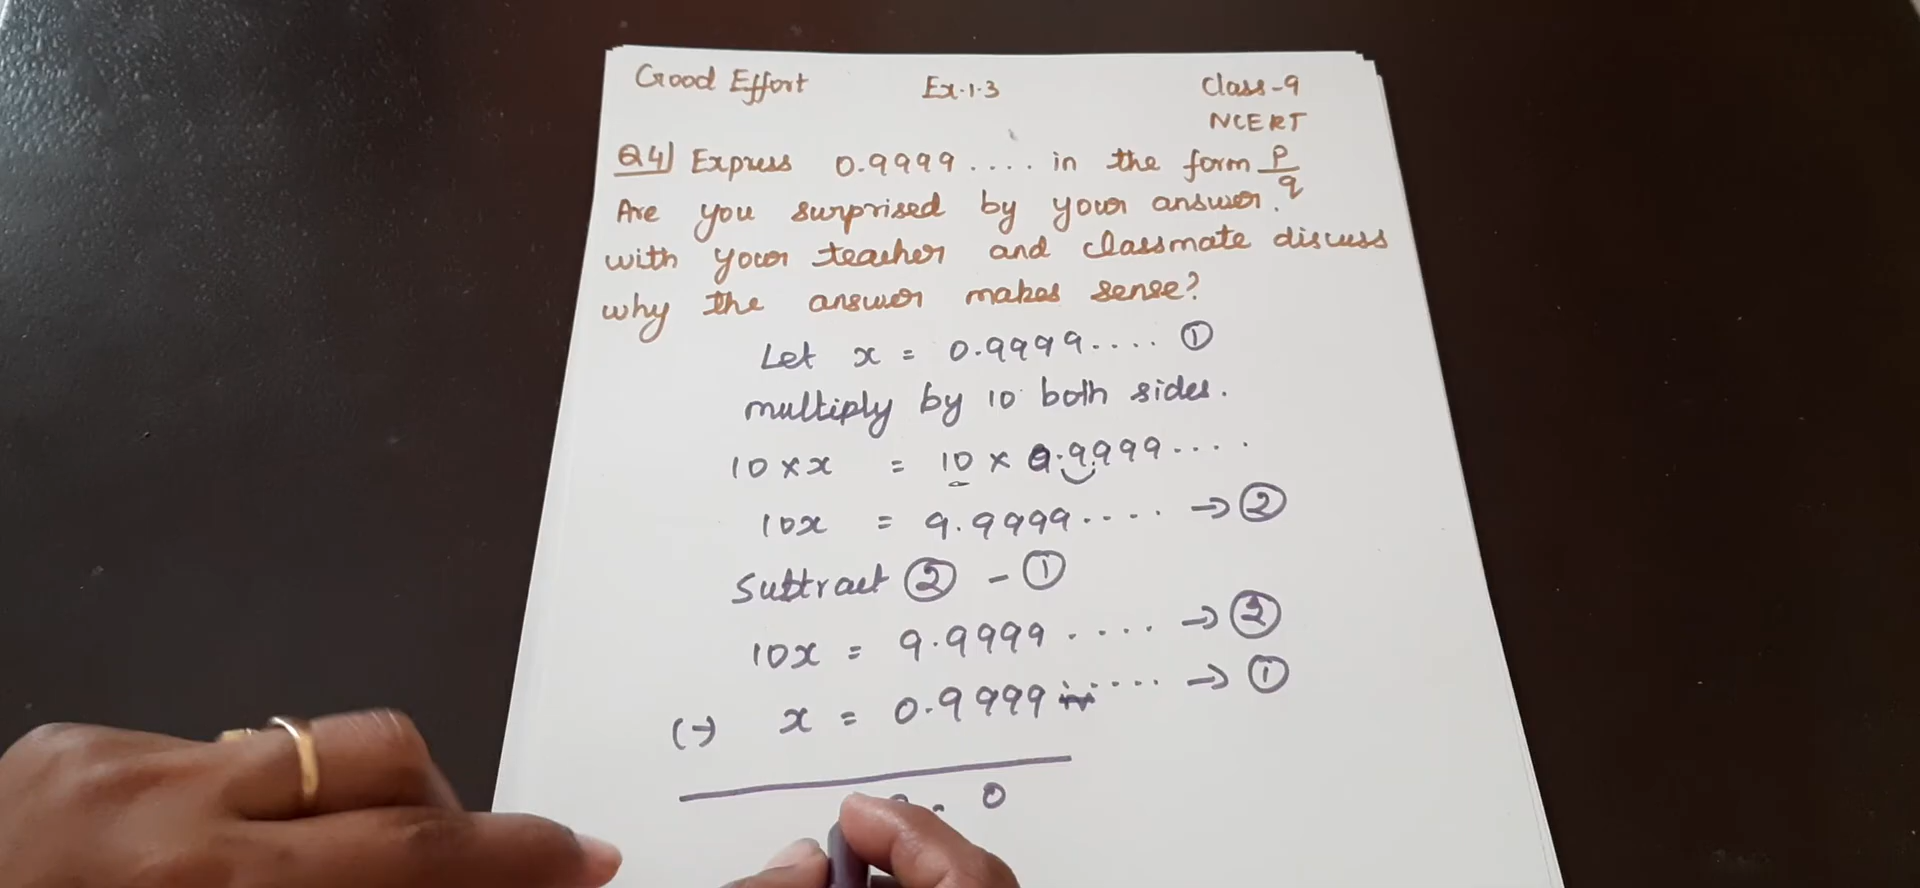 Good Effort Ex.1.3 Class-9
NCERT
Q4) Express 0.9999.... in the form p/q
Are you surprised by your answer.
with your teacher and classmate discuss
why the answer makes sense?
Let x = 0.9999.... ①
multiply by 10 both sides.
10 × x = 10 × 0.9999....
10x = 9.9999.... → ②
Subtract ② - ①
10x = 9.9999.... → ②
(-) x = 0.9999..... → ①
0